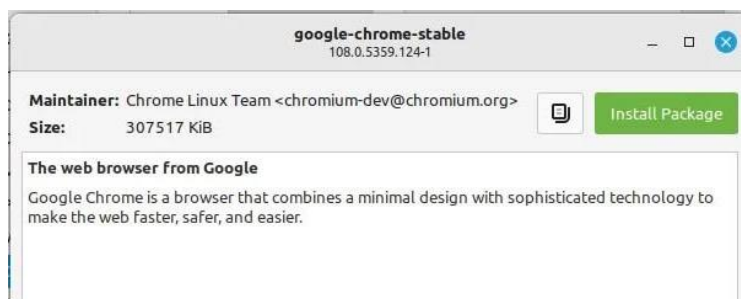 google-chrome-stable
108.0.5359.124-1
Maintainer: Chrome Linux Team <chromium-dev@chromium.org>
Install Package
Size: 307517 KiB
The web browser from Google
Google Chrome is a browser that combines a minimal design with sophisticated technology to
make the web faster, safer, and easier.